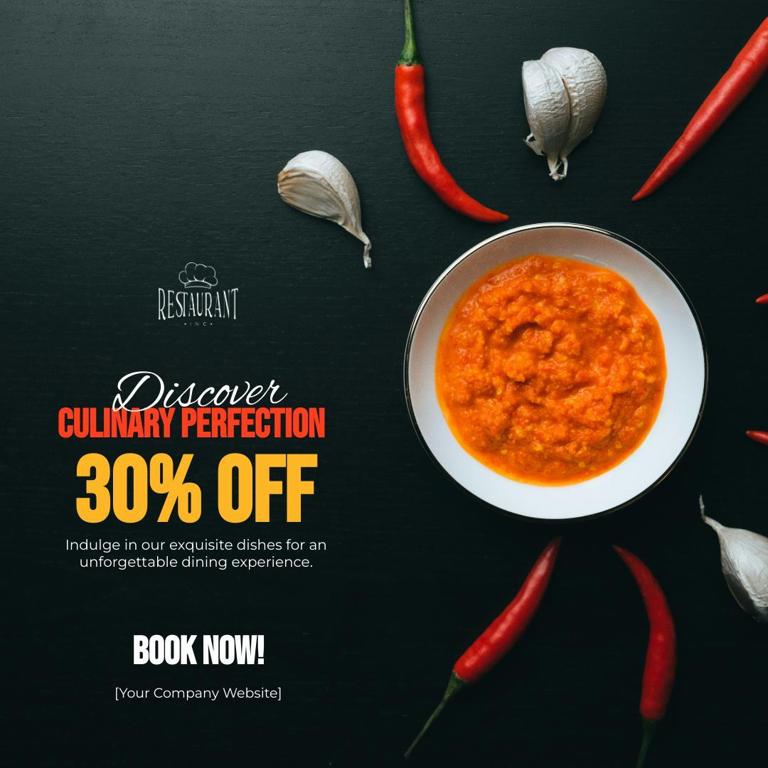 RESTAURANT
INC
Discover
CULINARY PERFECTION
30% OFF
Indulge in our exquisite dishes for an
unforgettable dining experience.
BOOK NOW!
[Your Company Website]